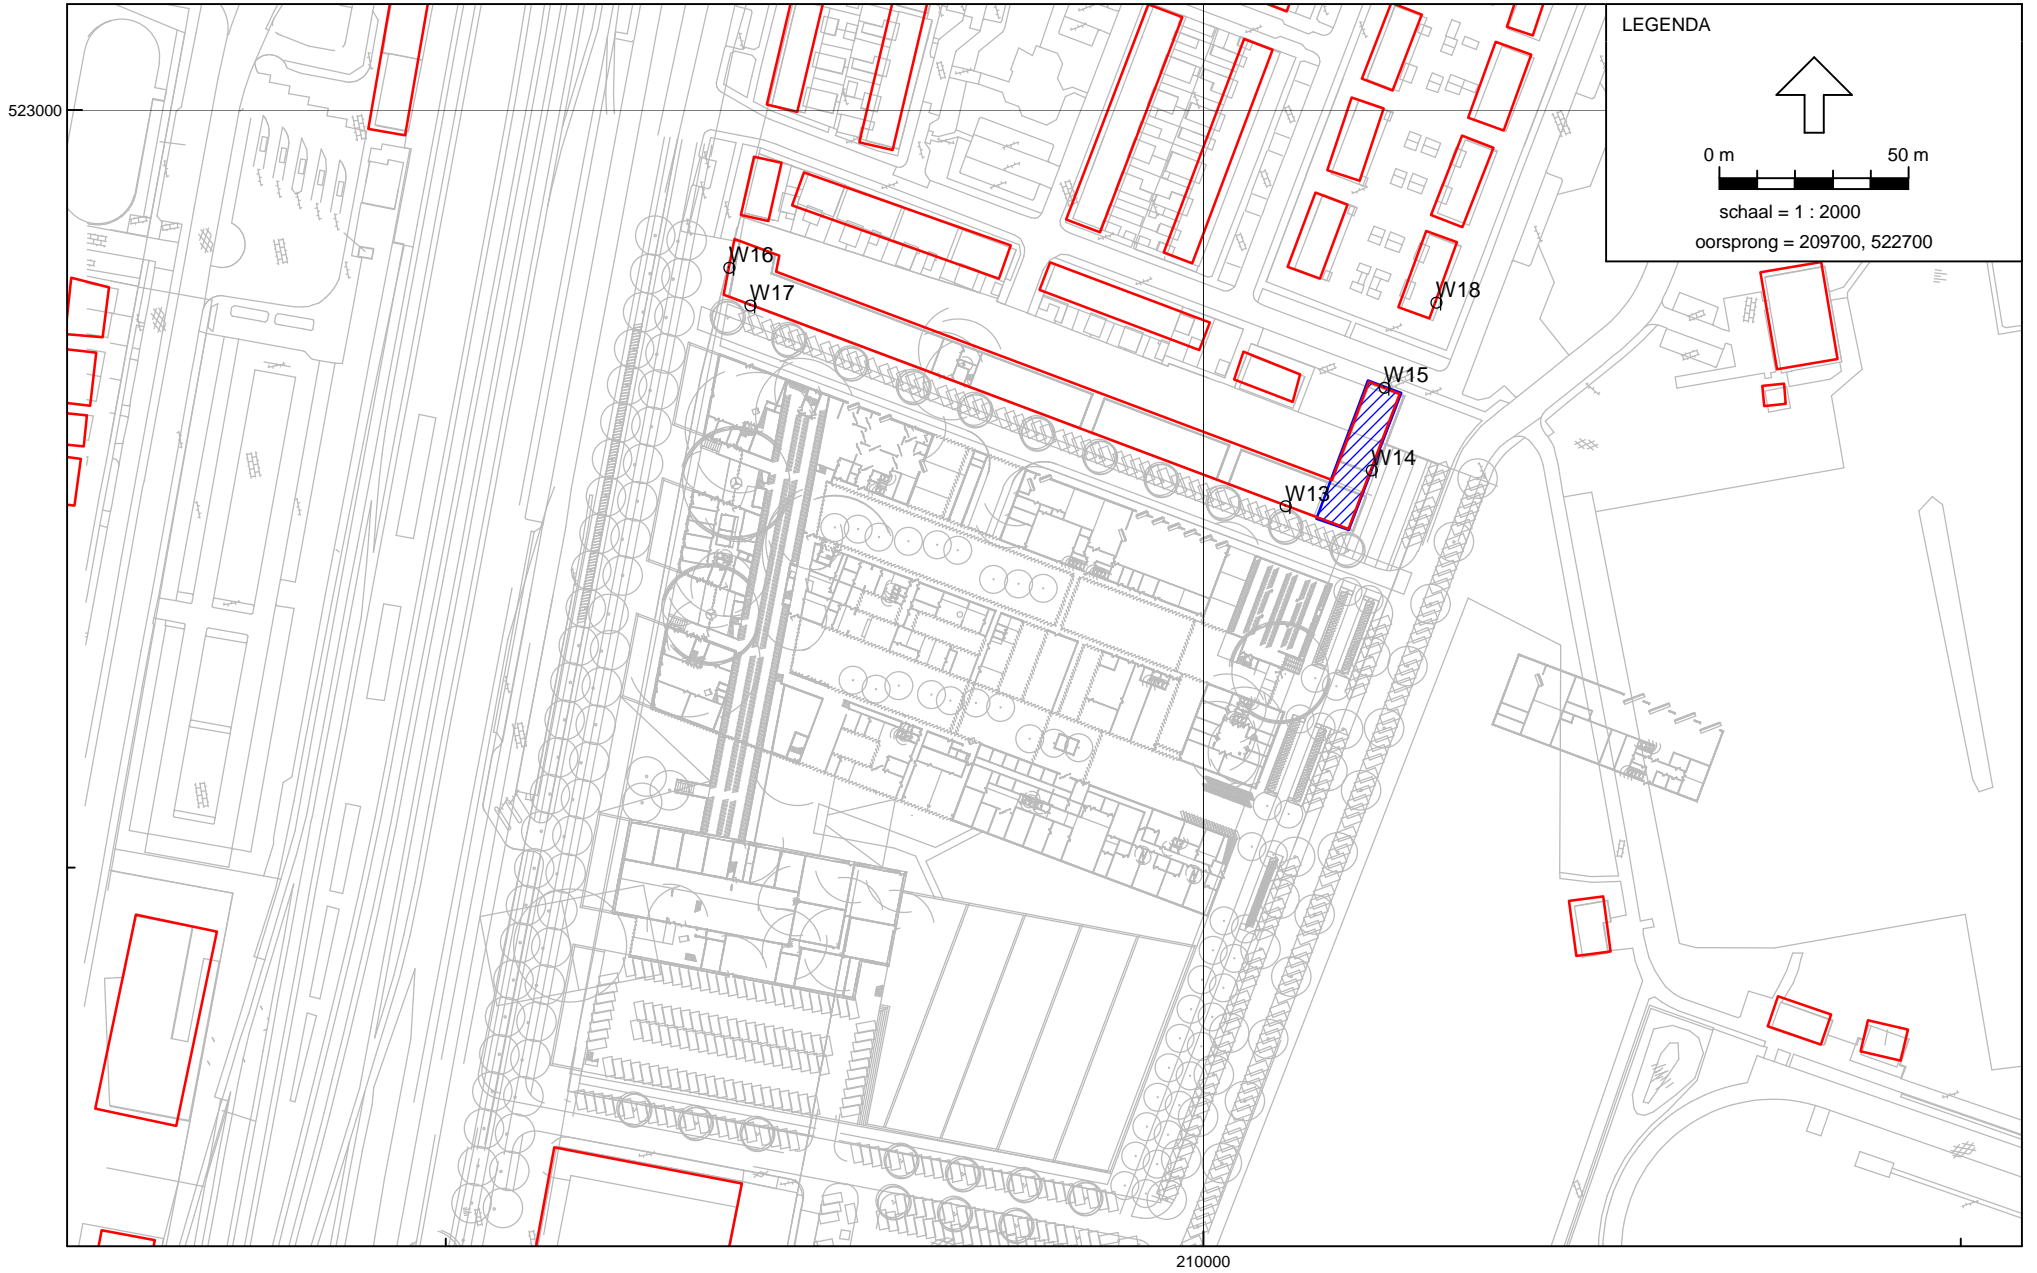 LEGENDA
523000
0 m 50 m
schaal = 1 : 2000
oorsprong = 209700, 522700
W16
W17
W18
W15
W14
W13
210000